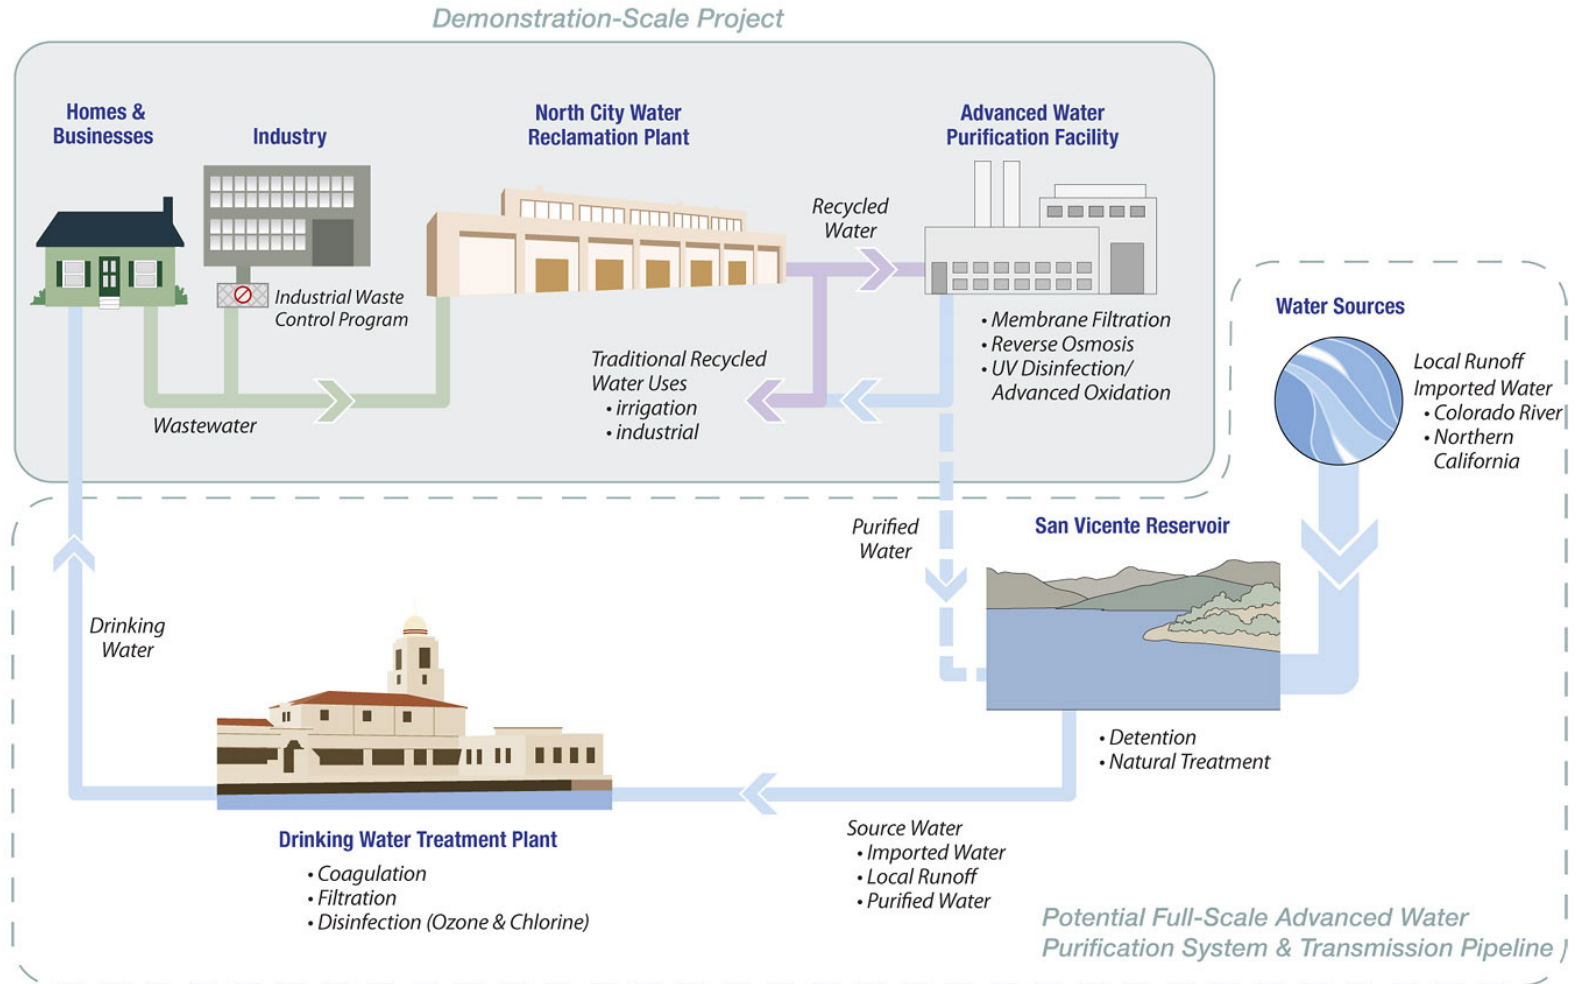 Demonstration-Scale Project
Homes &
Businesses
Industry
North City Water
Reclamation Plant
Advanced Water
Purification Facility
Recycled
Water
Industrial Waste
Control Program
Wastewater
Traditional Recycled
Water Uses
• irrigation
• industrial
• Membrane Filtration
• Reverse Osmosis
• UV Disinfection/
Advanced Oxidation
Water Sources
Local Runoff
Imported Water
• Colorado River
• Northern
California
Purified
Water
San Vicente Reservoir
• Detention
• Natural Treatment
Drinking
Water
Drinking Water Treatment Plant
• Coagulation
• Filtration
• Disinfection (Ozone & Chlorine)
Source Water
• Imported Water
• Local Runoff
• Purified Water
Potential Full-Scale Advanced Water
Purification System & Transmission Pipeline